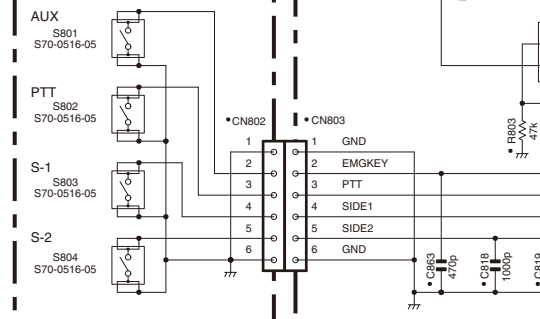 AUX
S801
S70-0516-05
PTT
S802
S70-0516-05
S-1
S803
S70-0516-05
S-2
S804
S70-0516-05
CN802
CN803
1 1 GND
2 2 EMGKEY
3 3 PTT
4 4 SIDE1
5 5 SIDE2
6 6 GND
R803
47k
C863
470p
C818
1000p
C819